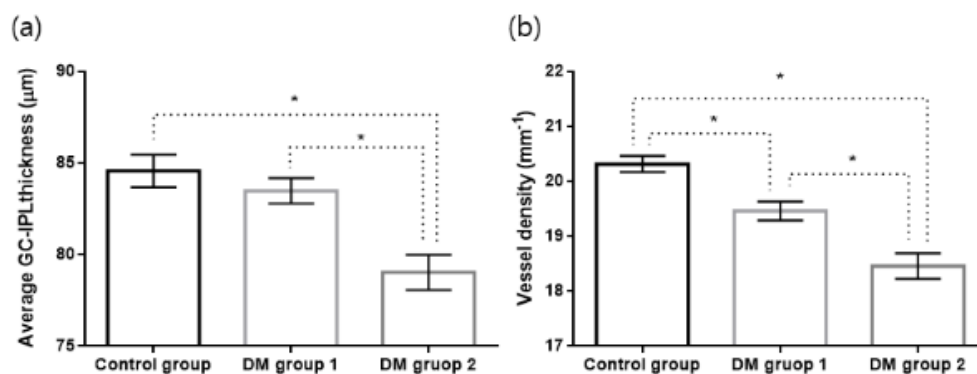 (a)
Average GC-IPLthickness (μm)
90
85
80
75
*
*
Control group
DM group 1
DM gruop 2
(b)
Vessel density (mm⁻¹)
22
21
20
19
18
17
*
*
*
Control group
DM gruop 1
DM group 2